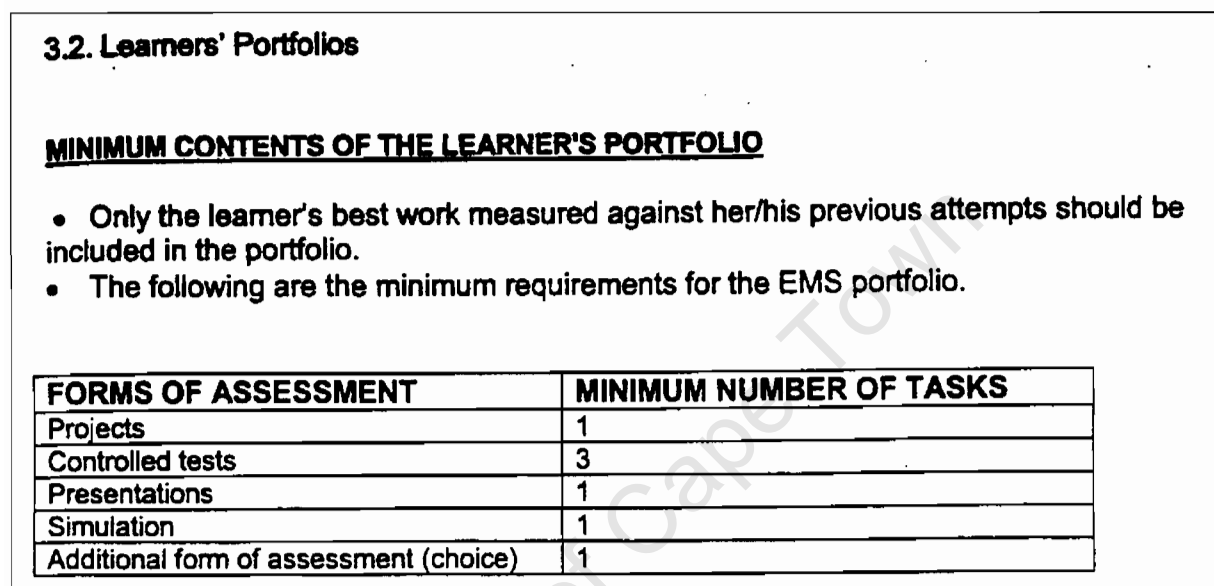 3.2. Learners' Portfolios
MINIMUM CONTENTS OF THE LEARNER'S PORTFOLIO
• Only the learner's best work measured against her/his previous attempts should be
included in the portfolio.
• The following are the minimum requirements for the EMS portfolio.
FORMS OF ASSESSMENT MINIMUM NUMBER OF TASKS
Projects 1
Controlled tests 3
Presentations 1
Simulation 1
Additional form of assessment (choice) 1
of Cape Town